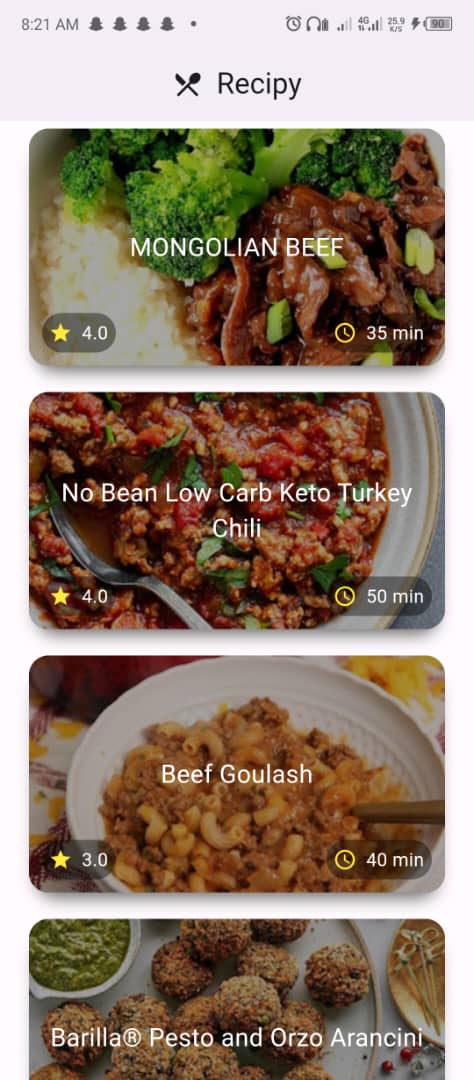 8:21 AM 4G 25.9 K/S 90
Recipy
MONGOLIAN BEEF
4.0 35 min
No Bean Low Carb Keto Turkey
Chili
4.0 50 min
Beef Goulash
3.0 40 min
Barilla® Pesto and Orzo Arancini